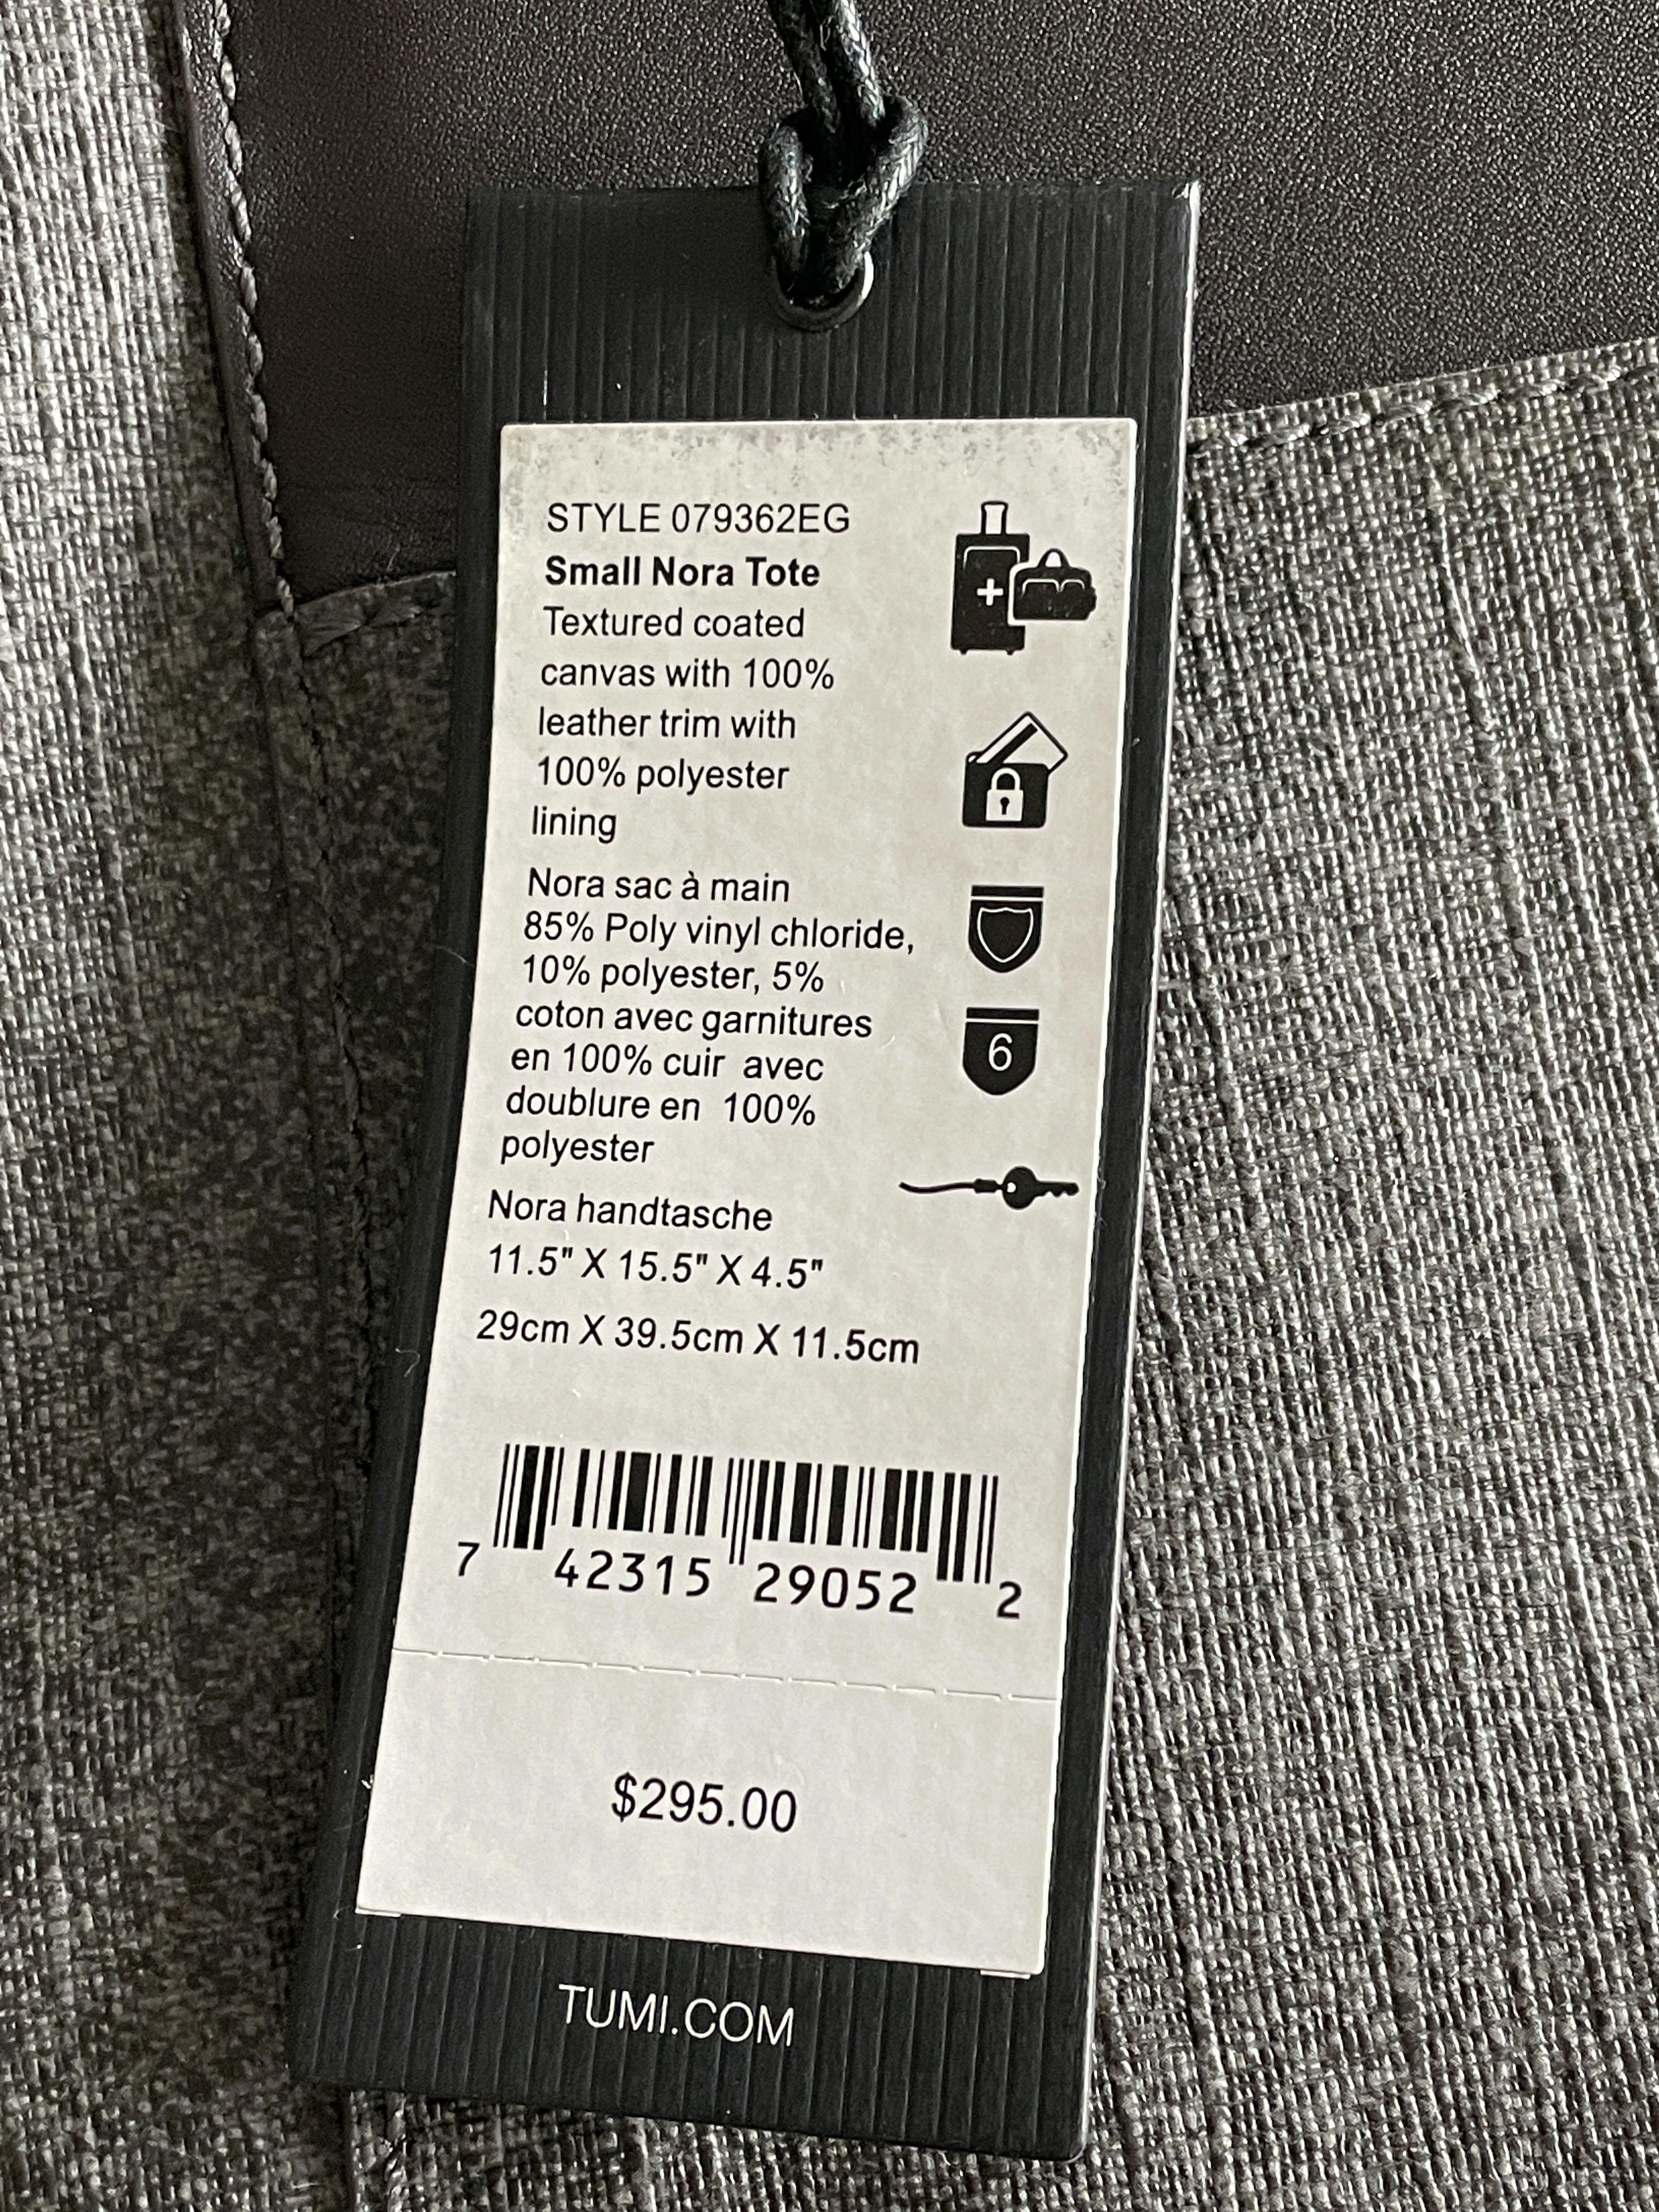 STYLE 079362EG
Small Nora Tote
Textured coated
canvas with 100%
leather trim with
100% polyester
lining
Nora sac à main
85% Poly vinyl chloride,
10% polyester, 5%
coton avec garnitures
en 100% cuir avec
doublure en 100%
polyester
6
Nora handtasche
11.5" X 15.5" X 4.5"
29cm X 39.5cm X 11.5cm
7 42315 29052 2
$295.00
TUMI.COM